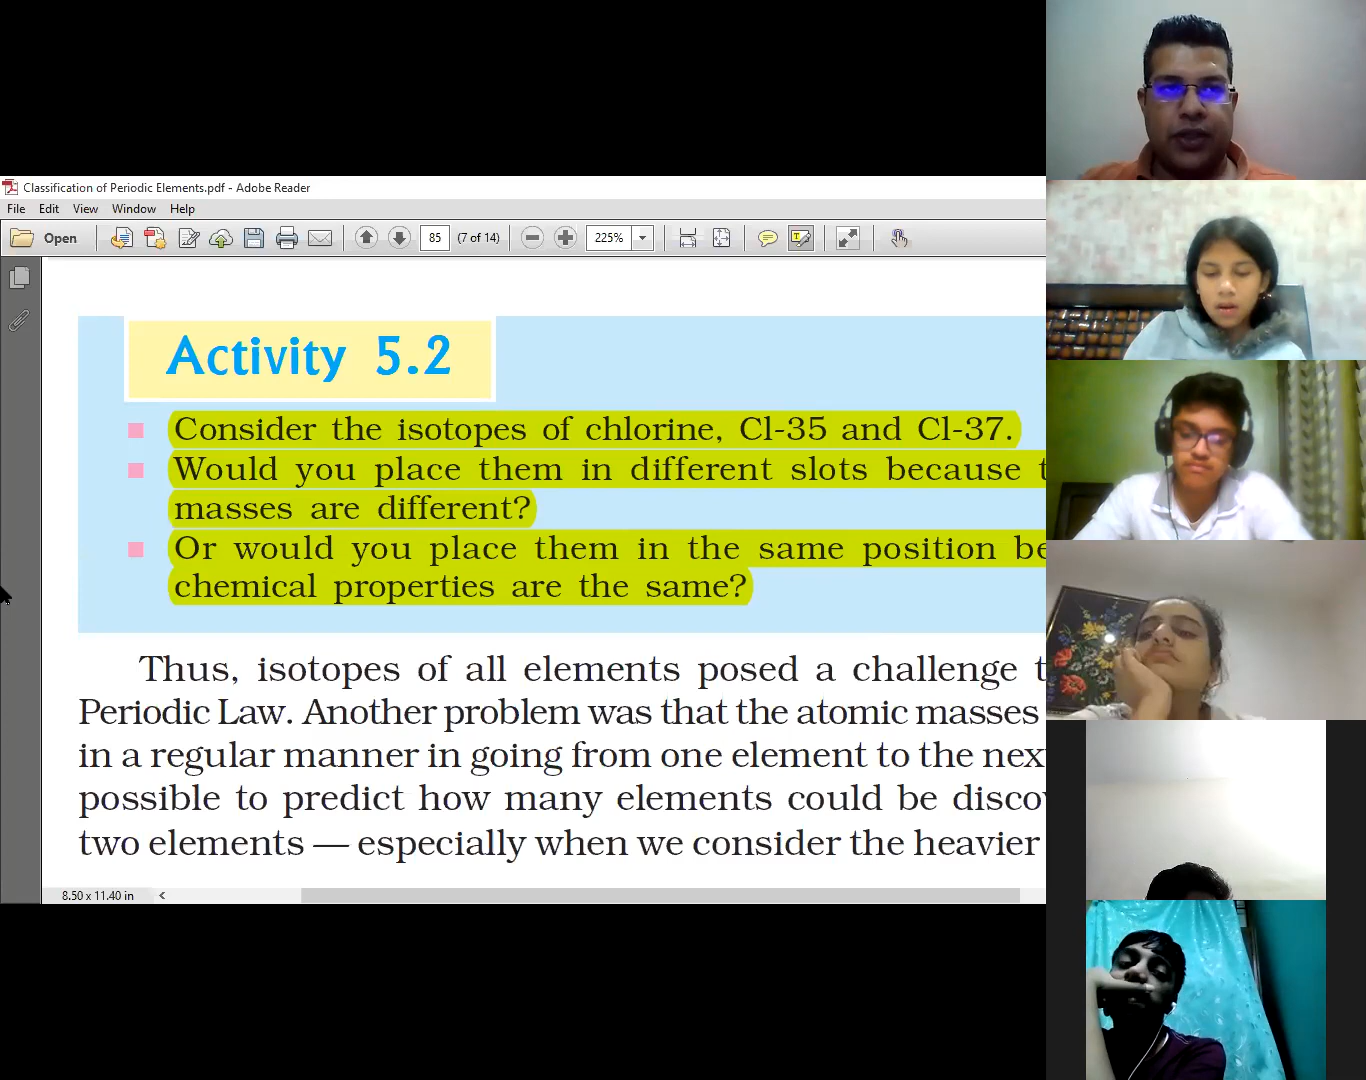 Classification of Periodic Elements.pdf - Adobe Reader
File Edit View Window Help
Open 85 (7 of 14) 225%
Activity 5.2
Consider the isotopes of chlorine, Cl-35 and Cl-37.
Would you place them in different slots because
masses are different?
Or would you place them in the same position
chemical properties are the same?
Thus, isotopes of all elements posed a challenge
Periodic Law. Another problem was that the atomic masses
in a regular manner in going from one element to the
possible to predict how many elements could be
two elements — especially when we consider the heavier
8.50 x 11.40 in